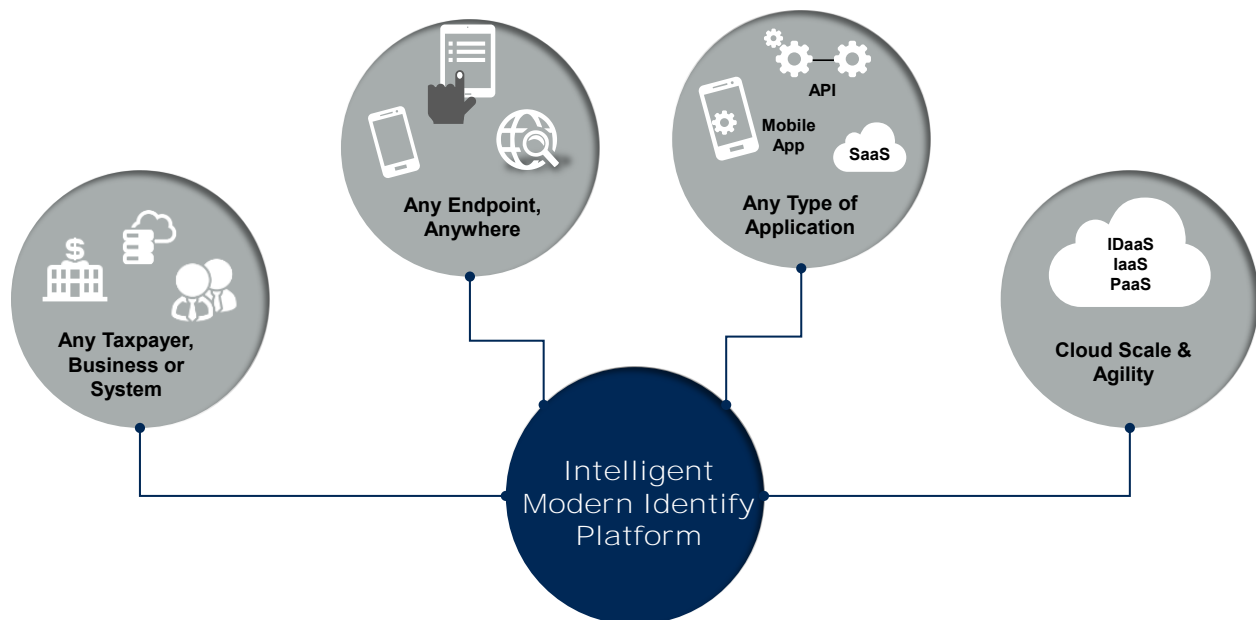 $
Any Taxpayer,
Business or
System
Any Endpoint,
Anywhere
API
Mobile
App
SaaS
Any Type of
Application
IDaaS
IaaS
PaaS
Cloud Scale &
Agility
Intelligent
Modern Identify
Platform